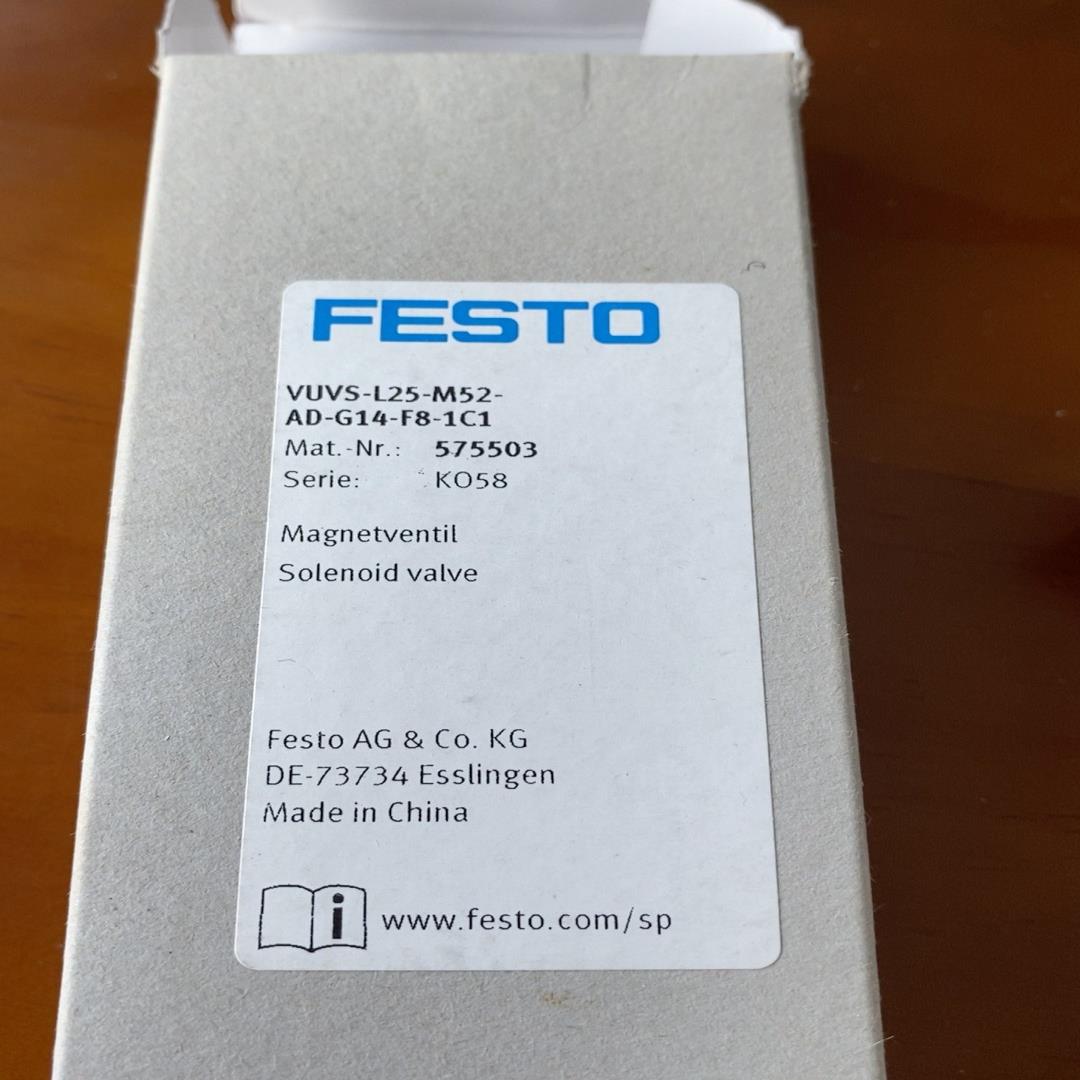 FESTO
VUVS-L25-M52-
AD-G14-F8-1C1
Mat.-Nr.: 575503
Serie: KO58
Magnetventil
Solenoid valve
Festo AG & Co. KG
DE-73734 Esslingen
Made in China
i www.festo.com/sp